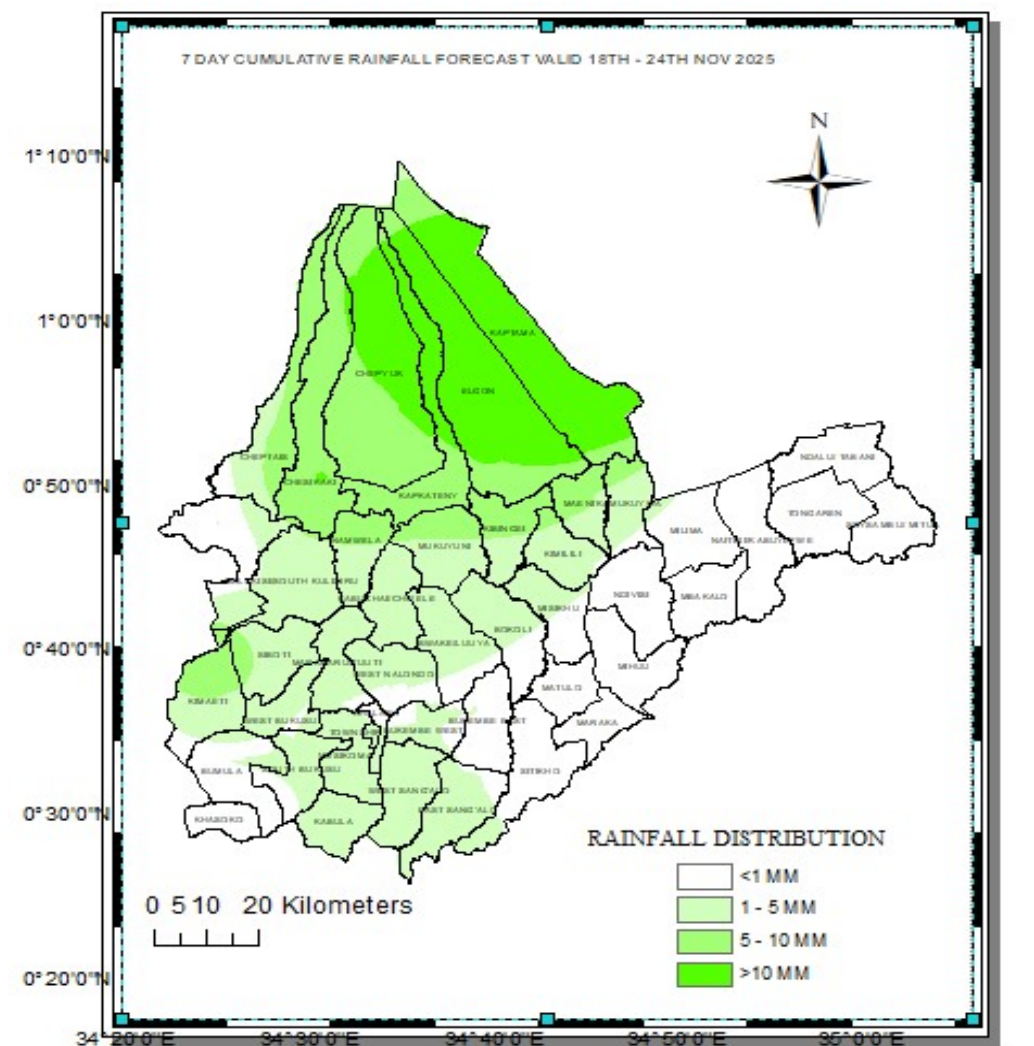 7 DAY CUMULATIVE RAINFALL FORECAST VALID 18TH - 24TH NOV 2025
N
1°10'0"N
1°0'0"N
0°50'0"N
0°40'0"N
0°30'0"N
0°20'0"N
KAPTAMA
CHEPYUK
ELGON
CHEPTAIS
NDALU TABANI
CHESIKAKI
KAPKATENY
TONGAREN
KIBINGEI
MILIMA
NAMWELA
MUKUYUNI
KIMILILI
NDIVISI
MBAKALO
MISIKHU
BOKOLI
SIBOTI
MIHUU
WEST NALONDO
MATULO
KIMAETI
WEST BUKUSU
MARAKA
BUKEMBE WEST
BUKEMBE EAST
BUMULA
SITIKHO
WEST SANG'ALO
EAST SANG'ALO
KHASOKO
KABULA
RAINFALL DISTRIBUTION
<1 MM
1 - 5 MM
5 - 10 MM
>10 MM
0 5 10 20 Kilometers
34°20'0"E 34°30'0"E 34°40'0"E 34°50'0"E 35°0'0"E